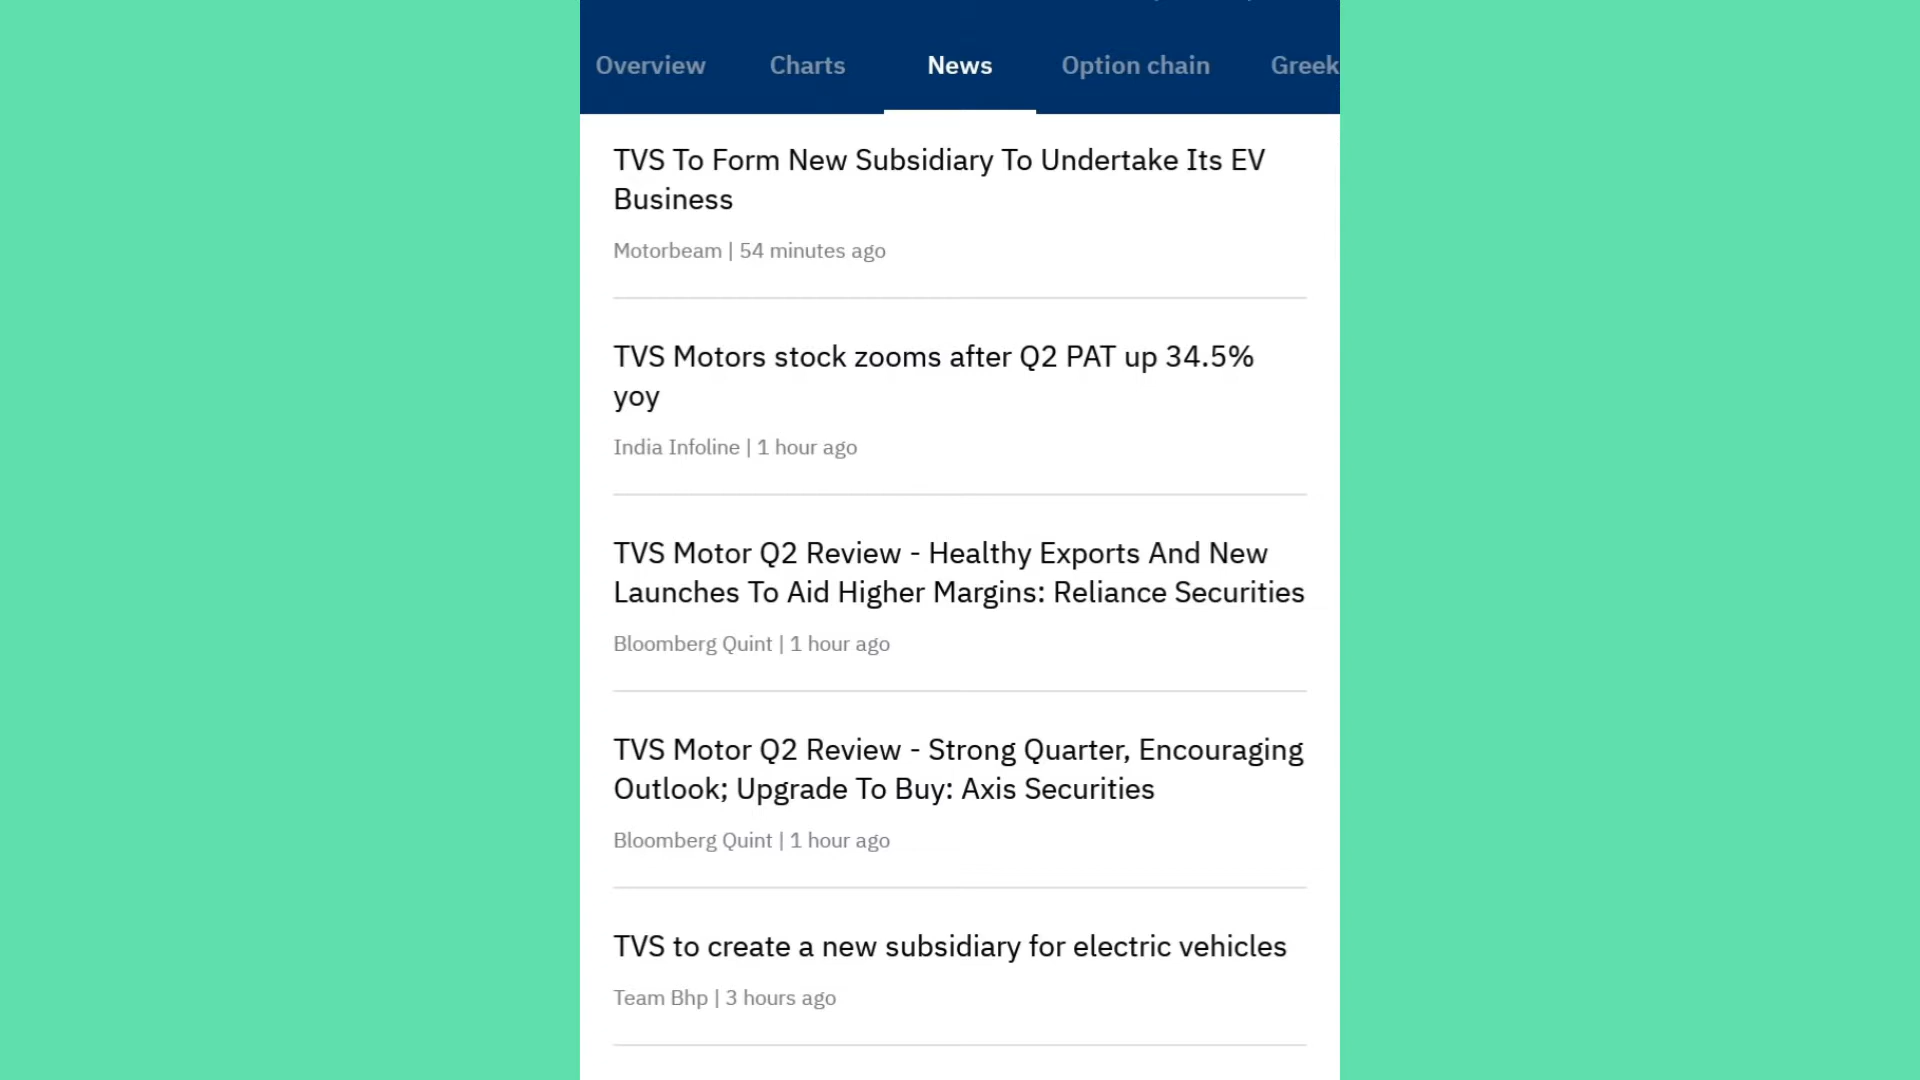 Overview Charts News Option chain Greek
TVS To Form New Subsidiary To Undertake Its EV
Business
Motorbeam | 54 minutes ago
TVS Motors stock zooms after Q2 PAT up 34.5%
yoy
India Infoline | 1 hour ago
TVS Motor Q2 Review - Healthy Exports And New
Launches To Aid Higher Margins: Reliance Securities
Bloomberg Quint | 1 hour ago
TVS Motor Q2 Review - Strong Quarter, Encouraging
Outlook; Upgrade To Buy: Axis Securities
Bloomberg Quint | 1 hour ago
TVS to create a new subsidiary for electric vehicles
Team Bhp | 3 hours ago